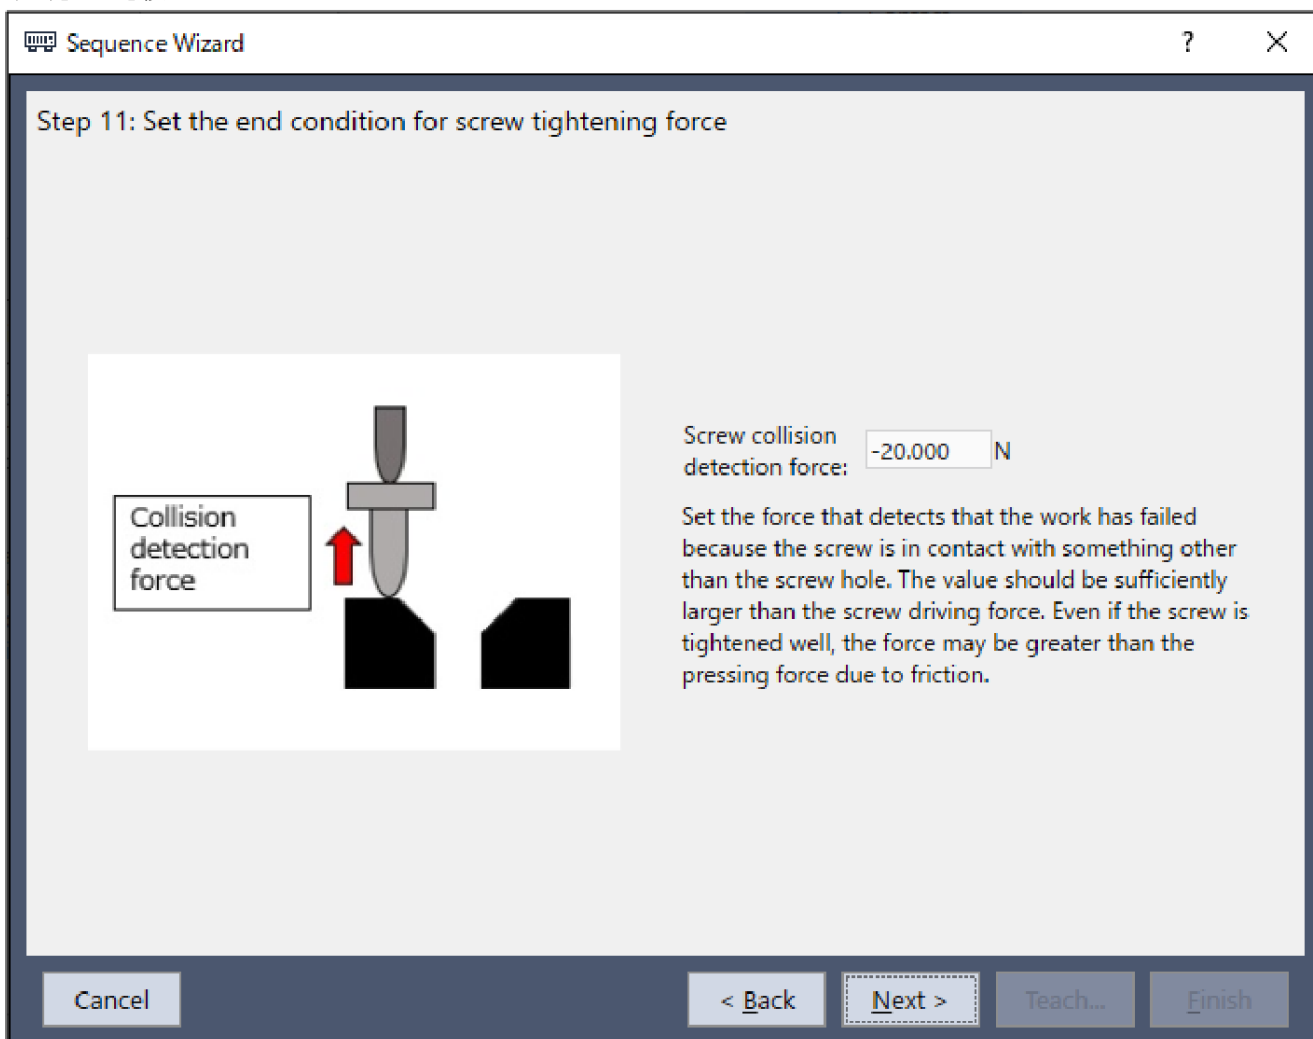 Sequence Wizard
?
Step 11: Set the end condition for screw tightening force
Collision
detection
force
Screw collision
detection force:
-20.000
N
Set the force that detects that the work has failed
because the screw is in contact with something other
than the screw hole. The value should be sufficiently
larger than the screw driving force. Even if the screw is
tightened well, the force may be greater than the
pressing force due to friction.
Cancel
< Back
Next >
Teach...
Finish